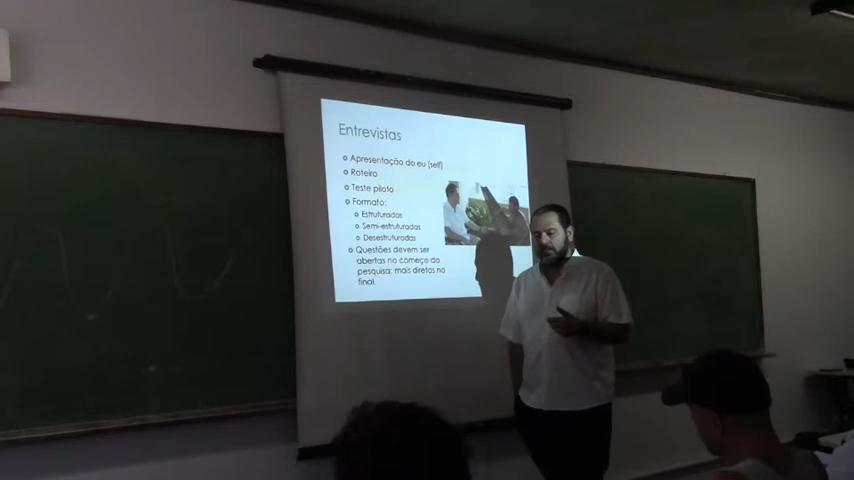 Entrevistas
Apresentação do eu (self)
Roteiro
Teste piloto
Formato:
Estruturadas
Semi-estruturadas
Desestruturadas
Questões devem ser
abertas no começo da
pesquisa; mais diretas no
final.